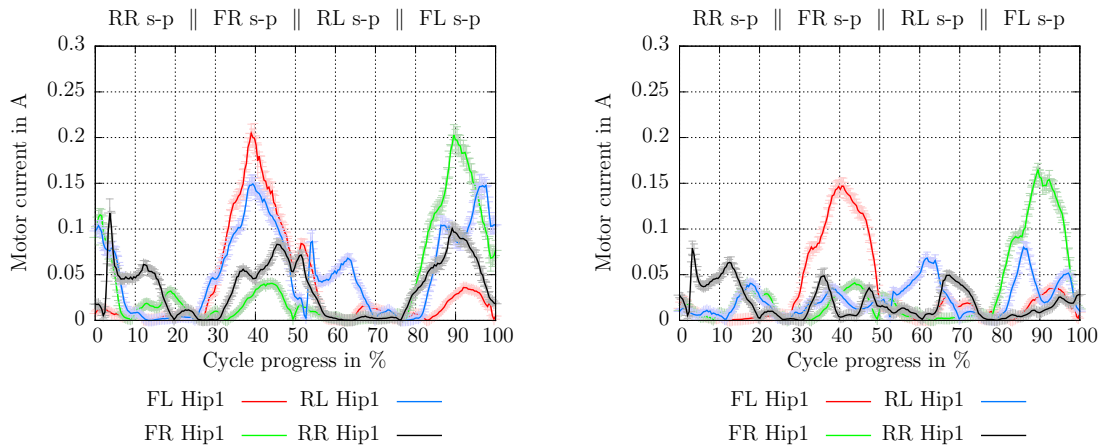 RR s-p ∥ FR s-p ∥ RL s-p ∥ FL s-p
0.3
0.25
0.2
0.15
0.1
0.05
0
Motor current in A
0 10 20 30 40 50 60 70 80 90 100
Cycle progress in %
FL Hip1 RL Hip1
FR Hip1 RR Hip1
RR s-p ∥ FR s-p ∥ RL s-p ∥ FL s-p
0.3
0.25
0.2
0.15
0.1
0.05
0
Motor current in A
0 10 20 30 40 50 60 70 80 90 100
Cycle progress in %
FL Hip1 RL Hip1
FR Hip1 RR Hip1